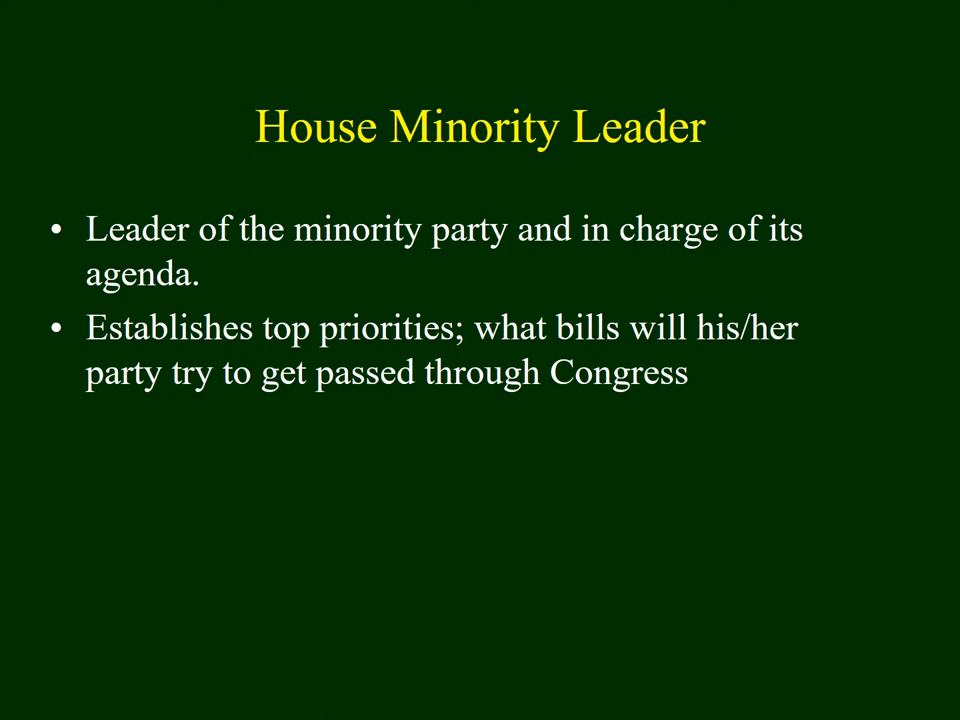 House Minority Leader
• Leader of the minority party and in charge of its
agenda.
• Establishes top priorities; what bills will his/her
party try to get passed through Congress